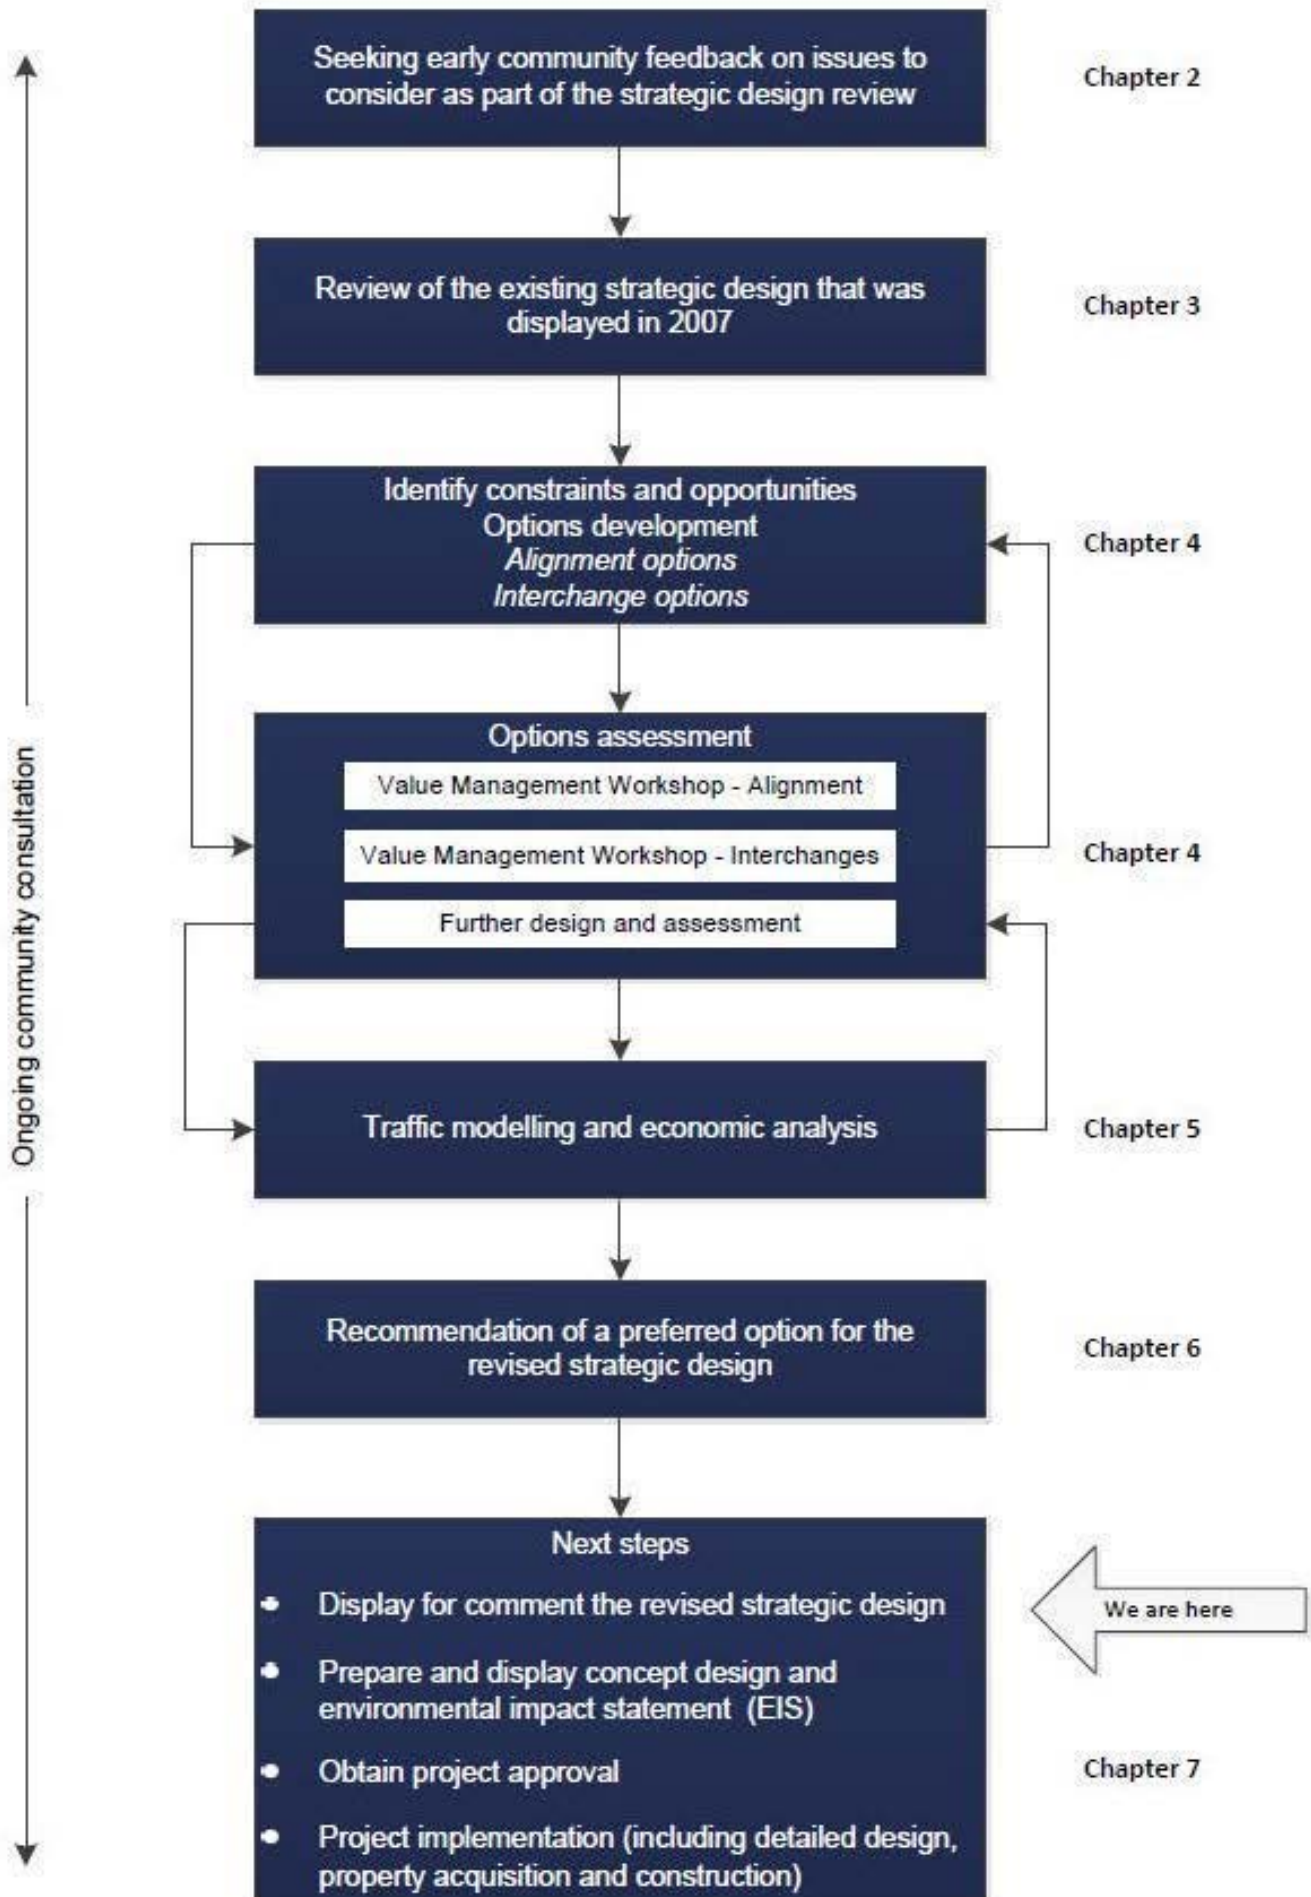 Seeking early community feedback on issues to
consider as part of the strategic design review
Chapter 2
Review of the existing strategic design that was
displayed in 2007
Chapter 3
Identify constraints and opportunities
Options development
Alignment options
Interchange options
Chapter 4
Ongoing community consultation
Options assessment
Value Management Workshop - Alignment
Value Management Workshop - Interchanges
Further design and assessment
Chapter 4
Traffic modelling and economic analysis
Chapter 5
Recommendation of a preferred option for the
revised strategic design
Chapter 6
Next steps
• Display for comment the revised strategic design
We are here
• Prepare and display concept design and
environmental impact statement (EIS)
• Obtain project approval
Chapter 7
• Project implementation (including detailed design,
property acquisition and construction)